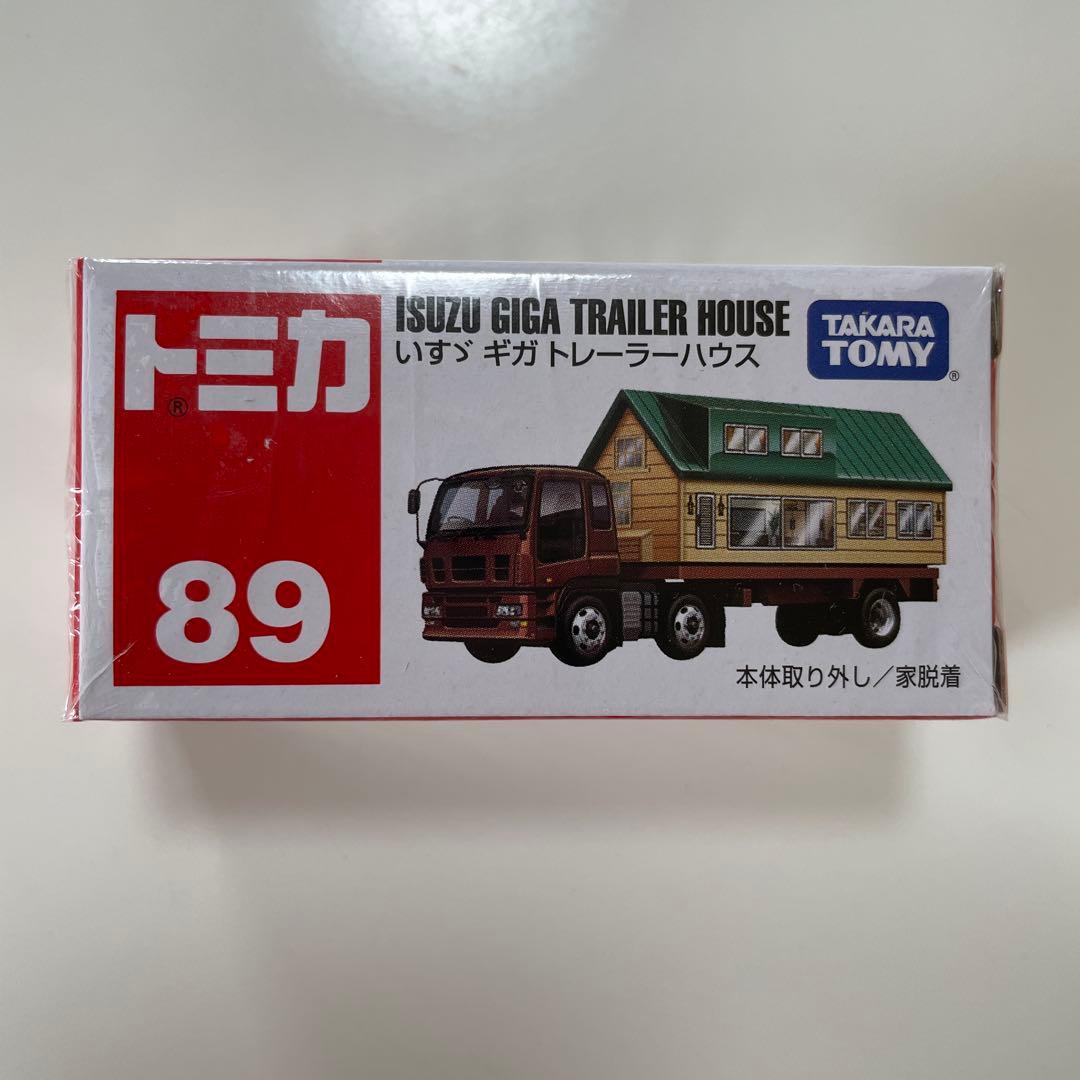 トミカ®
89
ISUZU GIGA TRAILER HOUSE
いすゞ ギガ トレーラーハウス
TAKARA
TOMY®
本体取り外し／家脱着